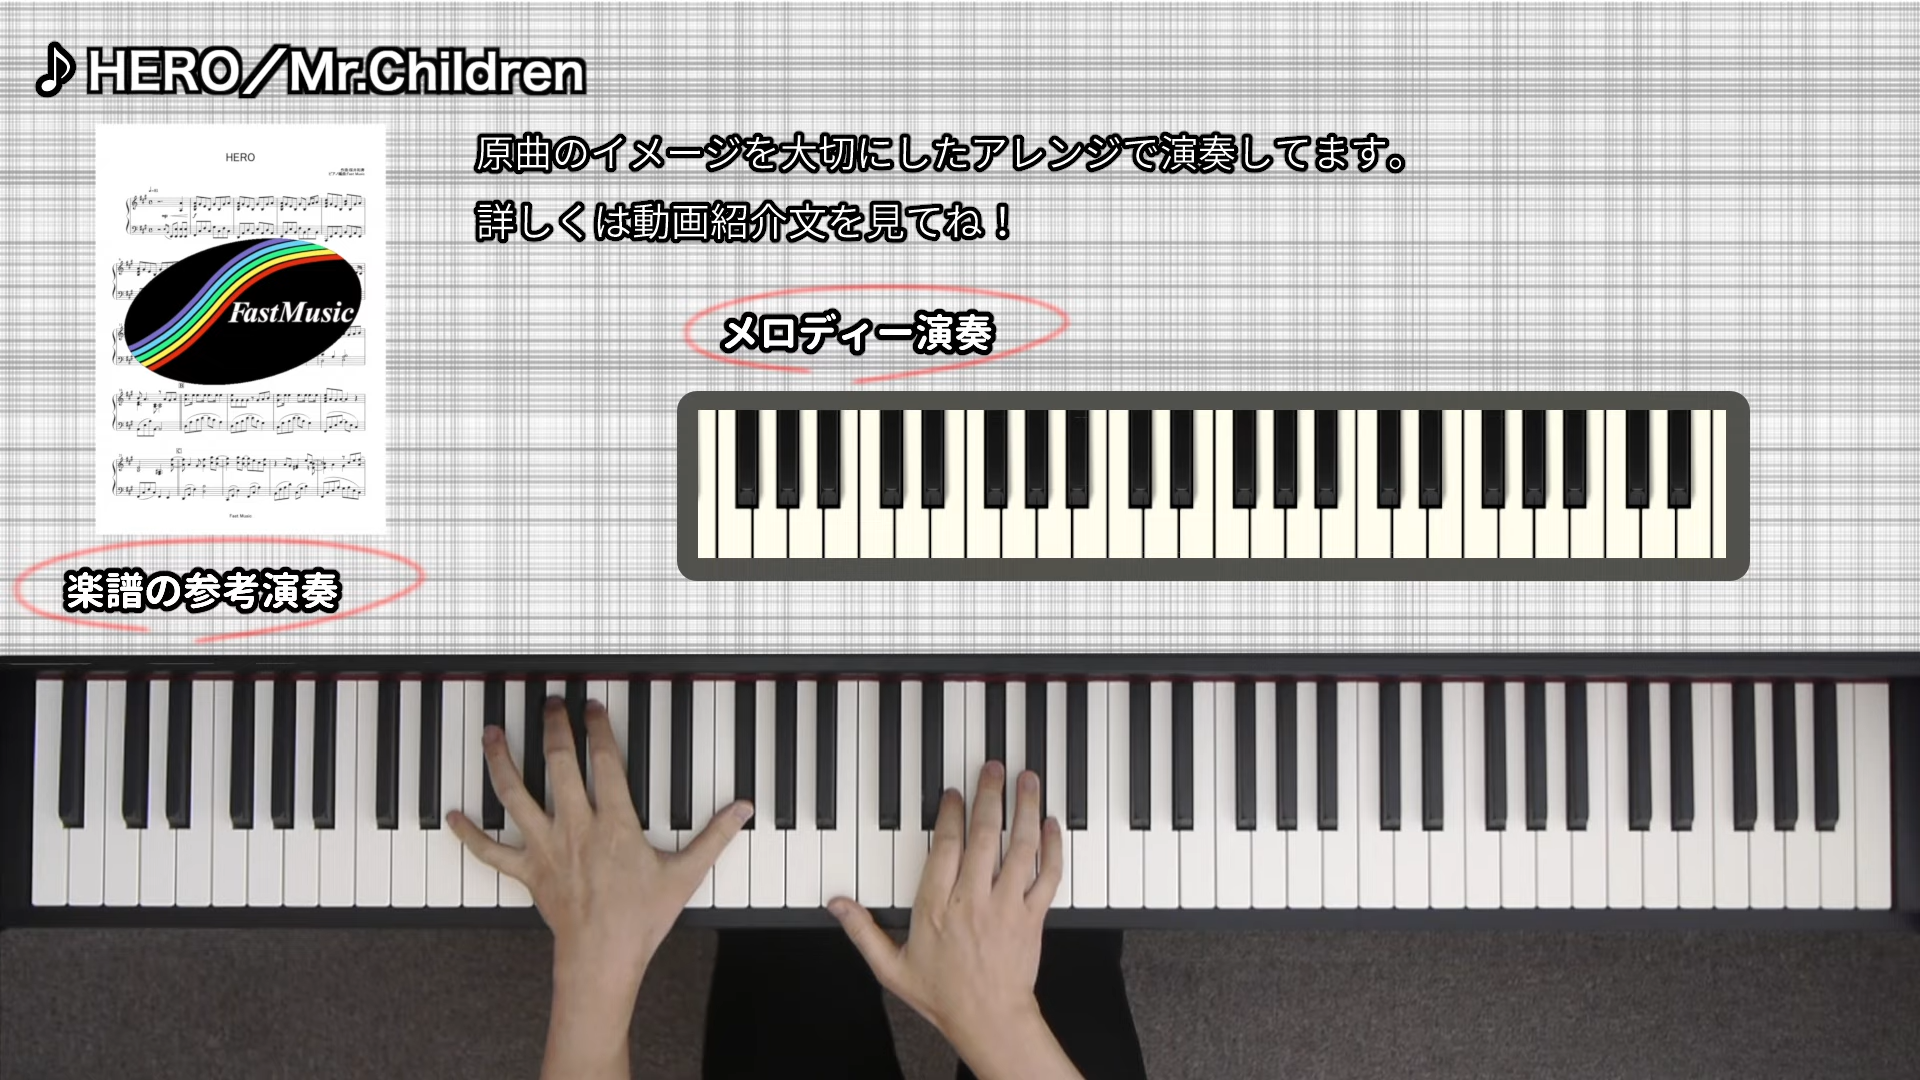 ♪HERO／Mr.Children
原曲のイメージを大切にしたアレンジで演奏してます。
詳しくは動画紹介文を見てね！
HERO
FastMusic
Fast Music
メロディー演奏
楽譜の参考演奏